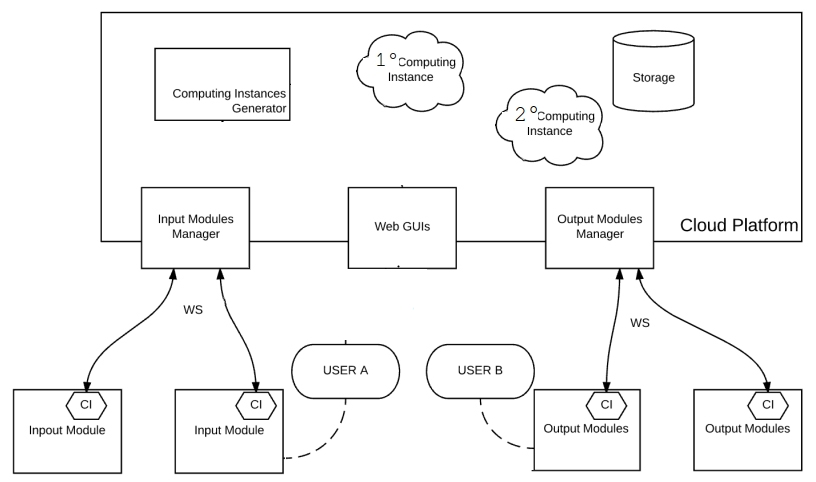 Computing Instances
Generator
1°Computing
Instance
2°Computing
Instance
Storage
Input Modules
Manager
Web GUIs
Output Modules
Manager
Cloud Platform
WS
WS
USER A
USER B
CI
Inpout Module
CI
Input Module
CI
Output Modules
CI
Output Modules